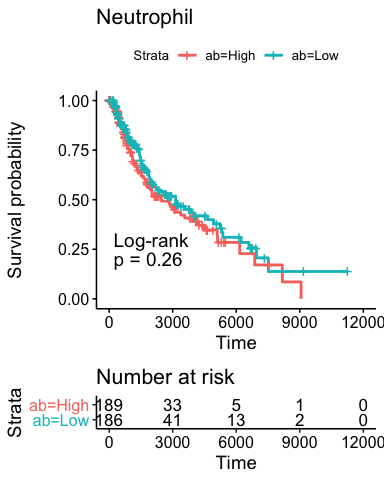 Neutrophil
Strata ab=High ab=Low
1.00
0.75
0.50
0.25
0.00
Survival probability
Log-rank
p = 0.26
0 3000 6000 9000 12000
Time
Number at risk
Strata
ab=High 189 33 5 1 0
ab=Low 186 41 13 2 0
0 3000 6000 9000 12000
Time